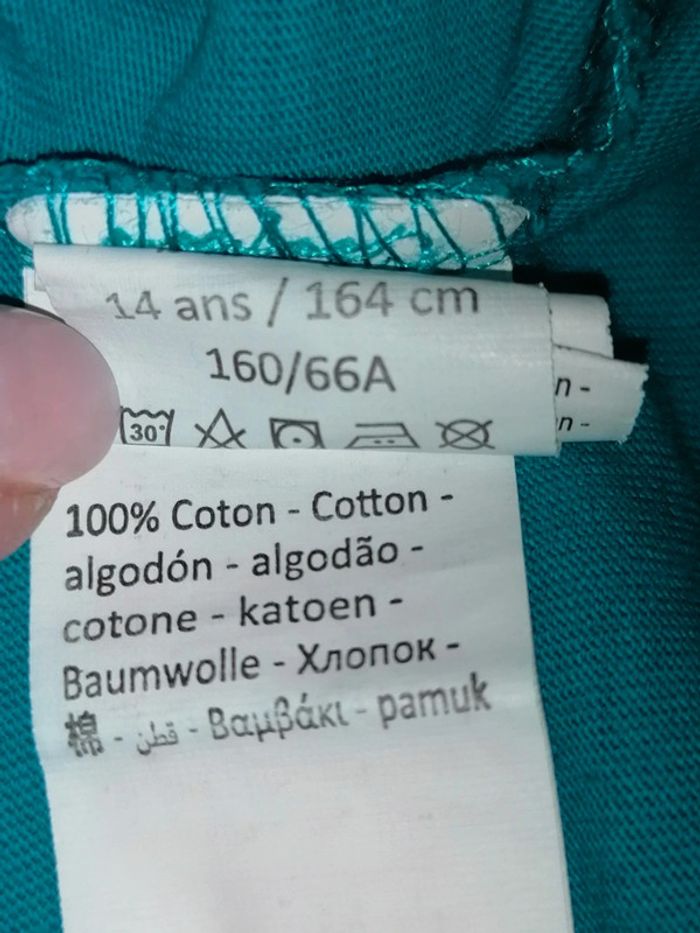 14 ans / 164 cm
160/66A
n -
n -
30°
100% Coton - Cotton -
algodón - algodão -
cotone - katoen -
Baumwolle - Хлопок -
棉 - قطن - Βαμβάκι - pamuk